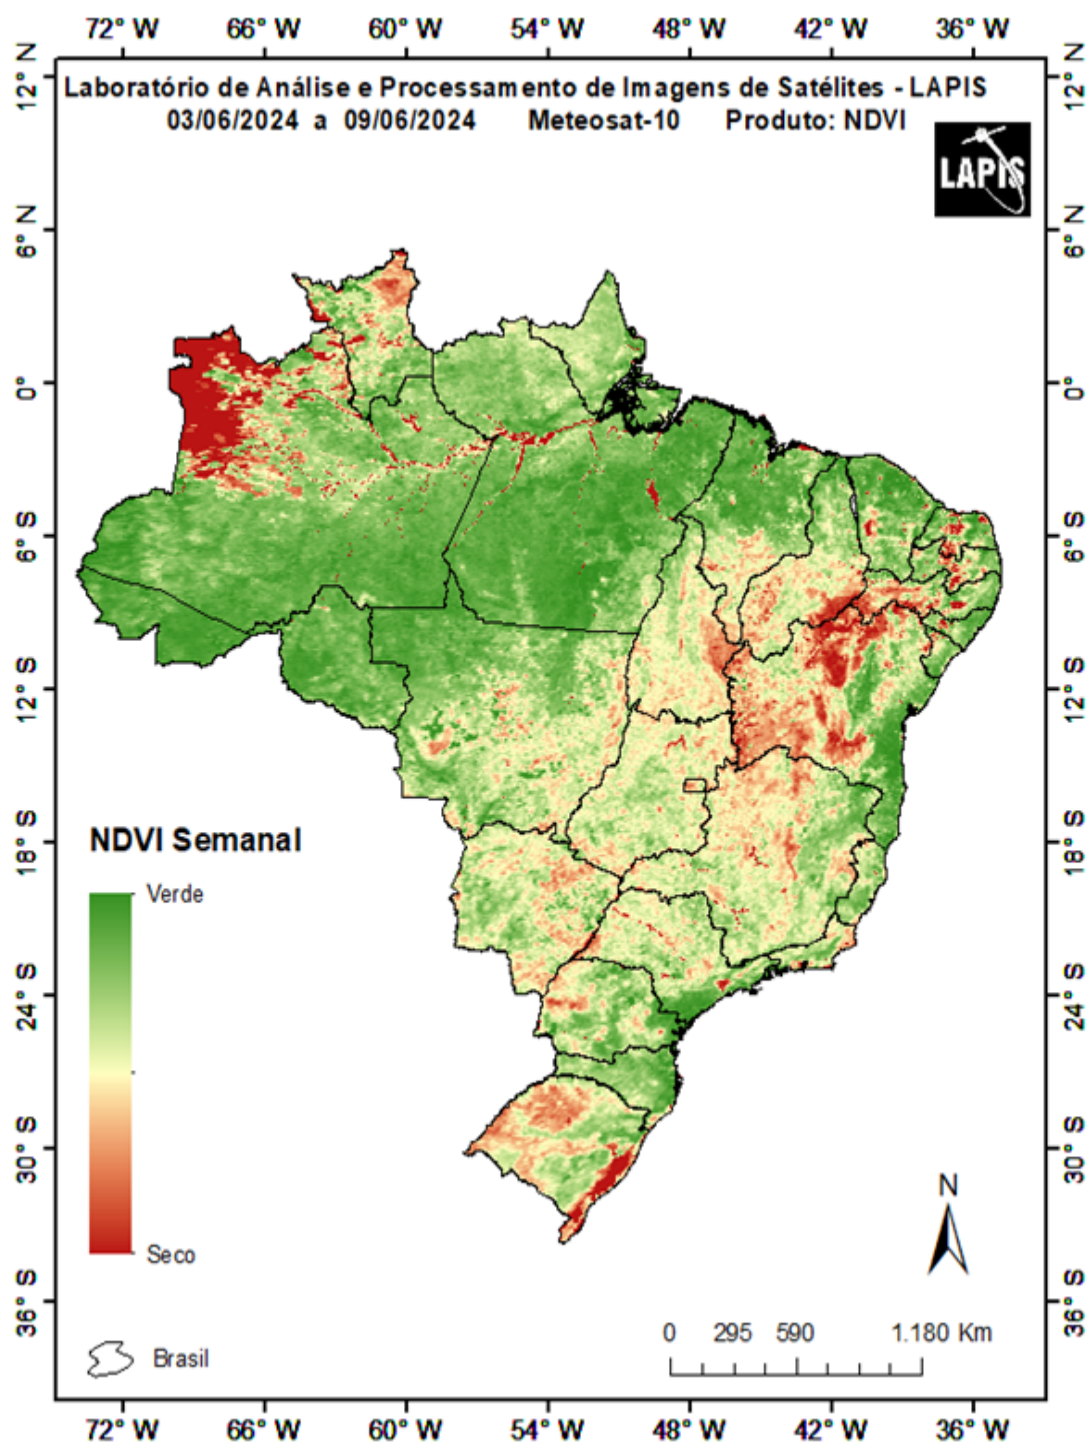 72° W 66° W 60° W 54° W 48° W 42° W 36° W
Laboratório de Análise e Processamento de Imagens de Satélites - LAPIS
03/06/2024 a 09/06/2024 Meteosat-10 Produto: NDVI
LAPIS
12° N
6° N
0°
6° S
12° S
18° S
24° S
30° S
36° S
12° N
6° N
0°
6° S
12° S
18° S
24° S
30° S
36° S
NDVI Semanal
Verde
Seco
Brasil
N
0 295 590 1.180 Km
72° W 66° W 60° W 54° W 48° W 42° W 36° W